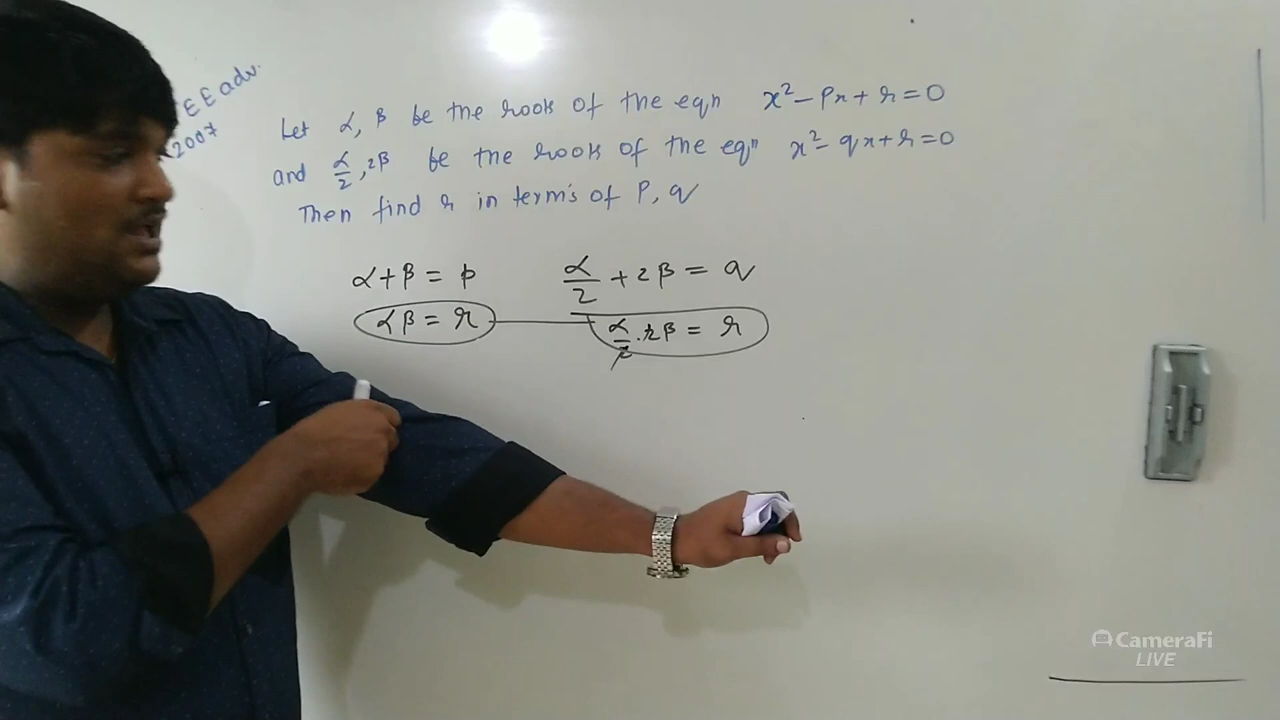 EE adv.
2007
Let α, β be the roots of the eqn x² - px + r = 0
and α/2, 2β be the roots of the eqn x² - qx + r = 0
Then find r in term's of P, q
α + β = p
α/2 + 2β = q
αβ = r
α/2 . 2β = r
CameraFi
LIVE